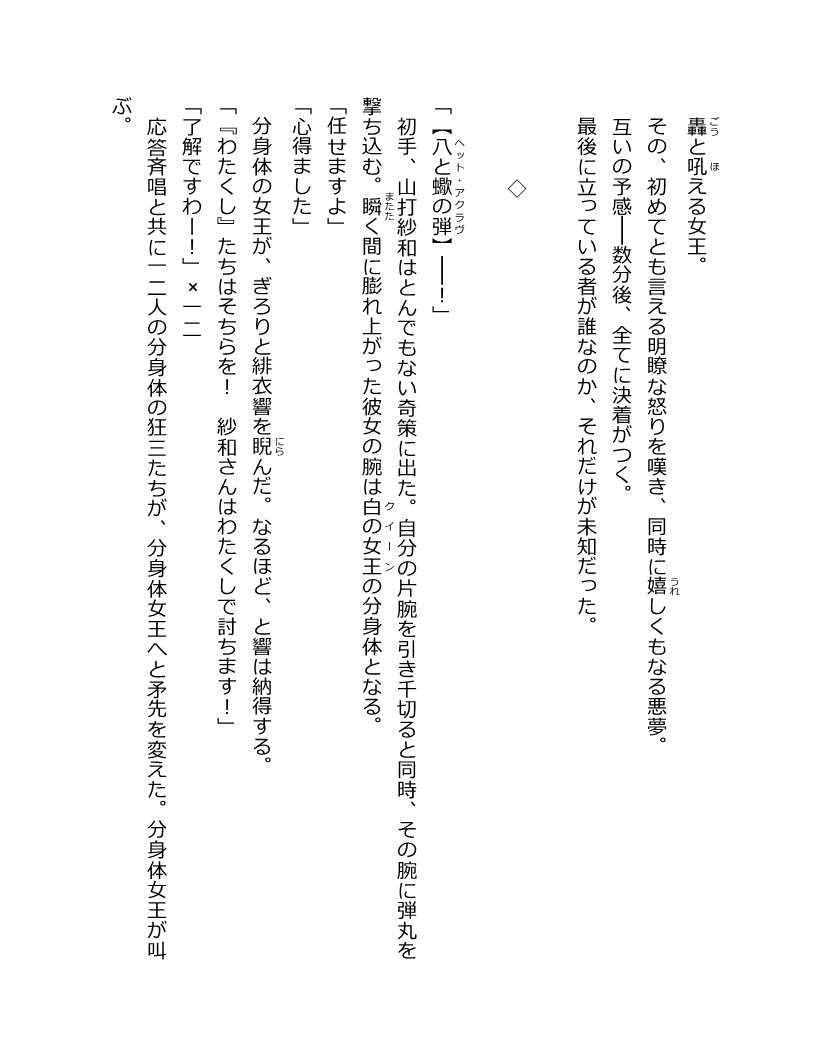 轟と吼える女王。
その、初めてとも言える明瞭な怒りを嘆き、同時に嬉しくもなる悪夢。
互いの予感──数分後、全てに決着がつく。
最後に立っている者が誰なのか、それだけが未知だった。
◇
「【八と蠍の弾】──！」
初手、山打紗和はとんでもない奇策に出た。自分の片腕を引き千切ると同時、その腕に弾丸を
撃ち込む。瞬く間に膨れ上がった彼女の腕は白の女王の分身体となる。
「任せますよ」
「心得ました」
分身体の女王が、ぎろりと緋衣響を睨んだ。なるほど、と響は納得する。
「『わたくし』たちはそちらを！　紗和さんはわたくしで討ちます！」
「了解ですわー！」×一二
応答斉唱と共に一二人の分身体の狂三たちが、分身体女王へと矛先を変えた。分身体女王が叫
ぶ。